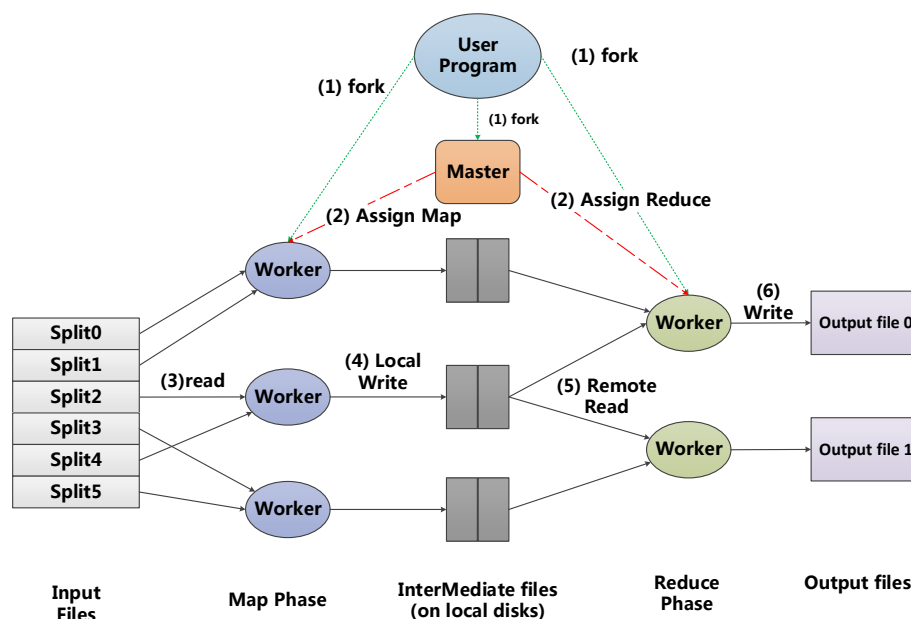 User
Program
(1) fork
(1) fork
(1) fork
Master
(2) Assign Map
(2) Assign Reduce
Worker
Worker
Worker
Split0
Split1
Split2
Split3
Split4
Split5
(3)read
(4) Local
Write
(5) Remote
Read
Worker
Worker
(6)
Write
Output file 0
Output file 1
Input
Files
Map Phase
InterMediate files
(on local disks)
Reduce
Phase
Output files